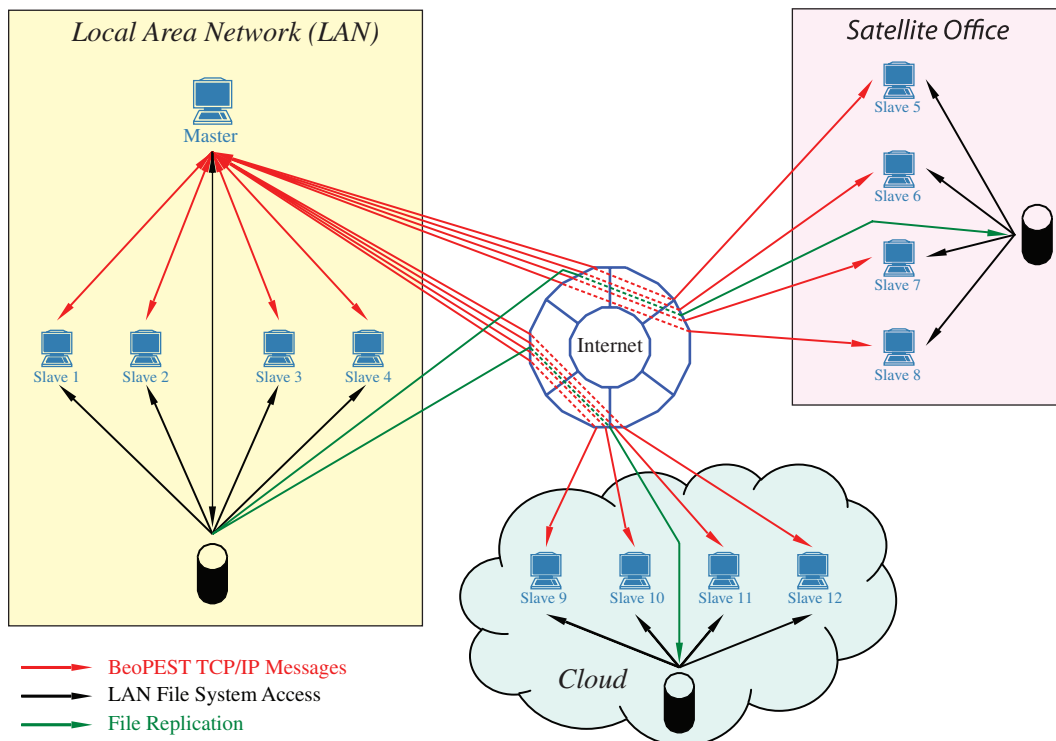 Local Area Network (LAN)
Master
Slave 1
Slave 2
Slave 3
Slave 4
Internet
Satellite Office
Slave 5
Slave 6
Slave 7
Slave 8
Slave 9
Slave 10
Slave 11
Slave 12
Cloud
BeoPEST TCP/IP Messages
LAN File System Access
File Replication